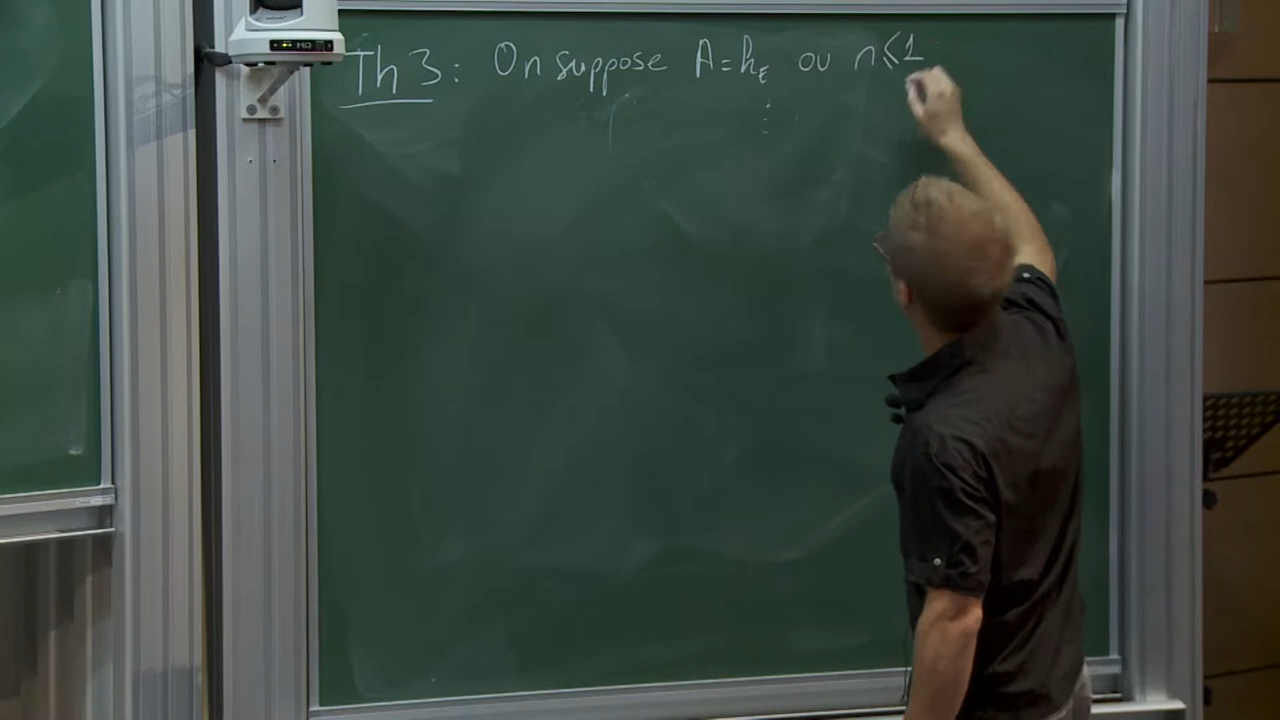 Th 3 : On suppose A = k_E ou n ⩽ 1